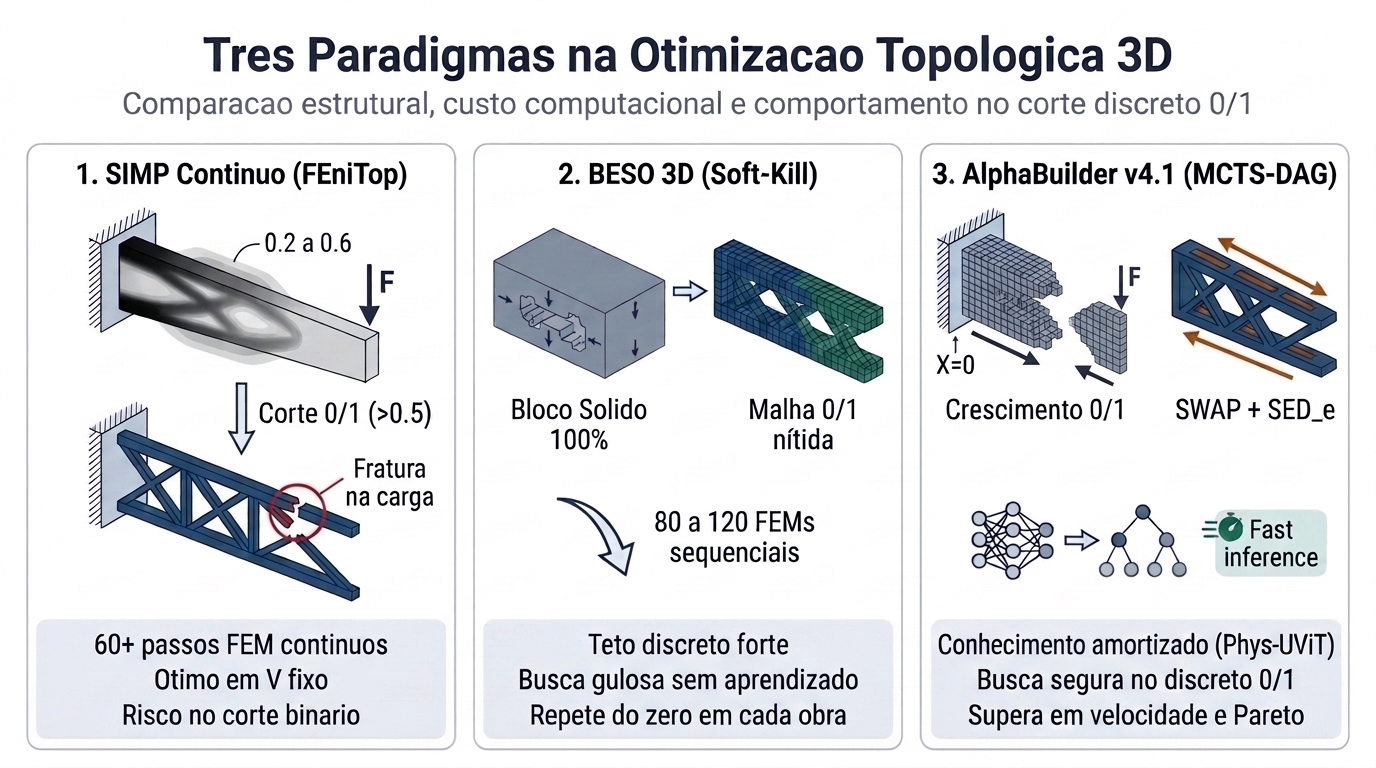 Tres Paradigmas na Otimizacao Topologica 3D
Comparacao estrutural, custo computacional e comportamento no corte discreto 0/1
1. SIMP Continuo (FEniTop)
0.2 a 0.6
F
Corte 0/1 (>0.5)
Fratura
na carga
60+ passos FEM continuos
Otimo em V fixo
Risco no corte binario
2. BESO 3D (Soft-Kill)
Bloco Solido
100%
Malha 0/1
nítida
80 a 120 FEMs
sequenciais
Teto discreto forte
Busca gulosa sem aprendizado
Repete do zero em cada obra
3. AlphaBuilder v4.1 (MCTS-DAG)
F
X=0
Crescimento 0/1
SWAP + SED_e
Fast
inference
Conhecimento amortizado (Phys-UViT)
Busca segura no discreto 0/1
Supera em velocidade e Pareto